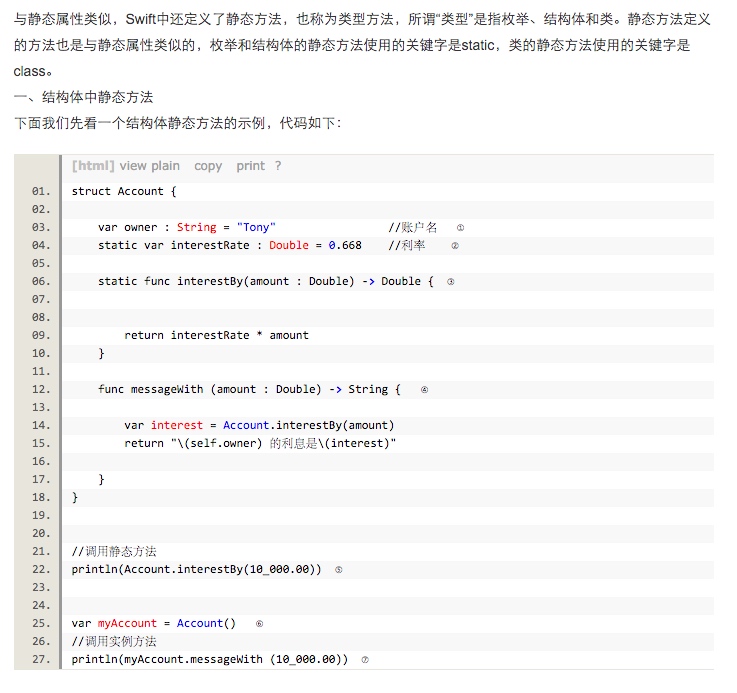 与静态属性类似，Swift中还定义了静态方法，也称为类型方法，所谓“类型”是指枚举、结构体和类。静态方法定义
的方法也是与静态属性类似的，枚举和结构体的静态方法使用的关键字是static，类的静态方法使用的关键字是
class。
一、结构体中静态方法
下面我们先看一个结构体静态方法的示例，代码如下：
[html] view plain copy print ?
01. struct Account {
02.
03. var owner : String = "Tony" //账户名 ①
04. static var interestRate : Double = 0.668 //利率 ②
05.
06. static func interestBy(amount : Double) -> Double { ③
07.
08.
09. return interestRate * amount
10. }
11.
12. func messageWith (amount : Double) -> String { ④
13.
14. var interest = Account.interestBy(amount)
15. return "\(self.owner) 的利息是\(interest)"
16.
17. }
18. }
19.
20.
21. //调用静态方法
22. println(Account.interestBy(10_000.00)) ⑤
23.
24.
25. var myAccount = Account() ⑥
26. //调用实例方法
27. println(myAccount.messageWith (10_000.00)) ⑦